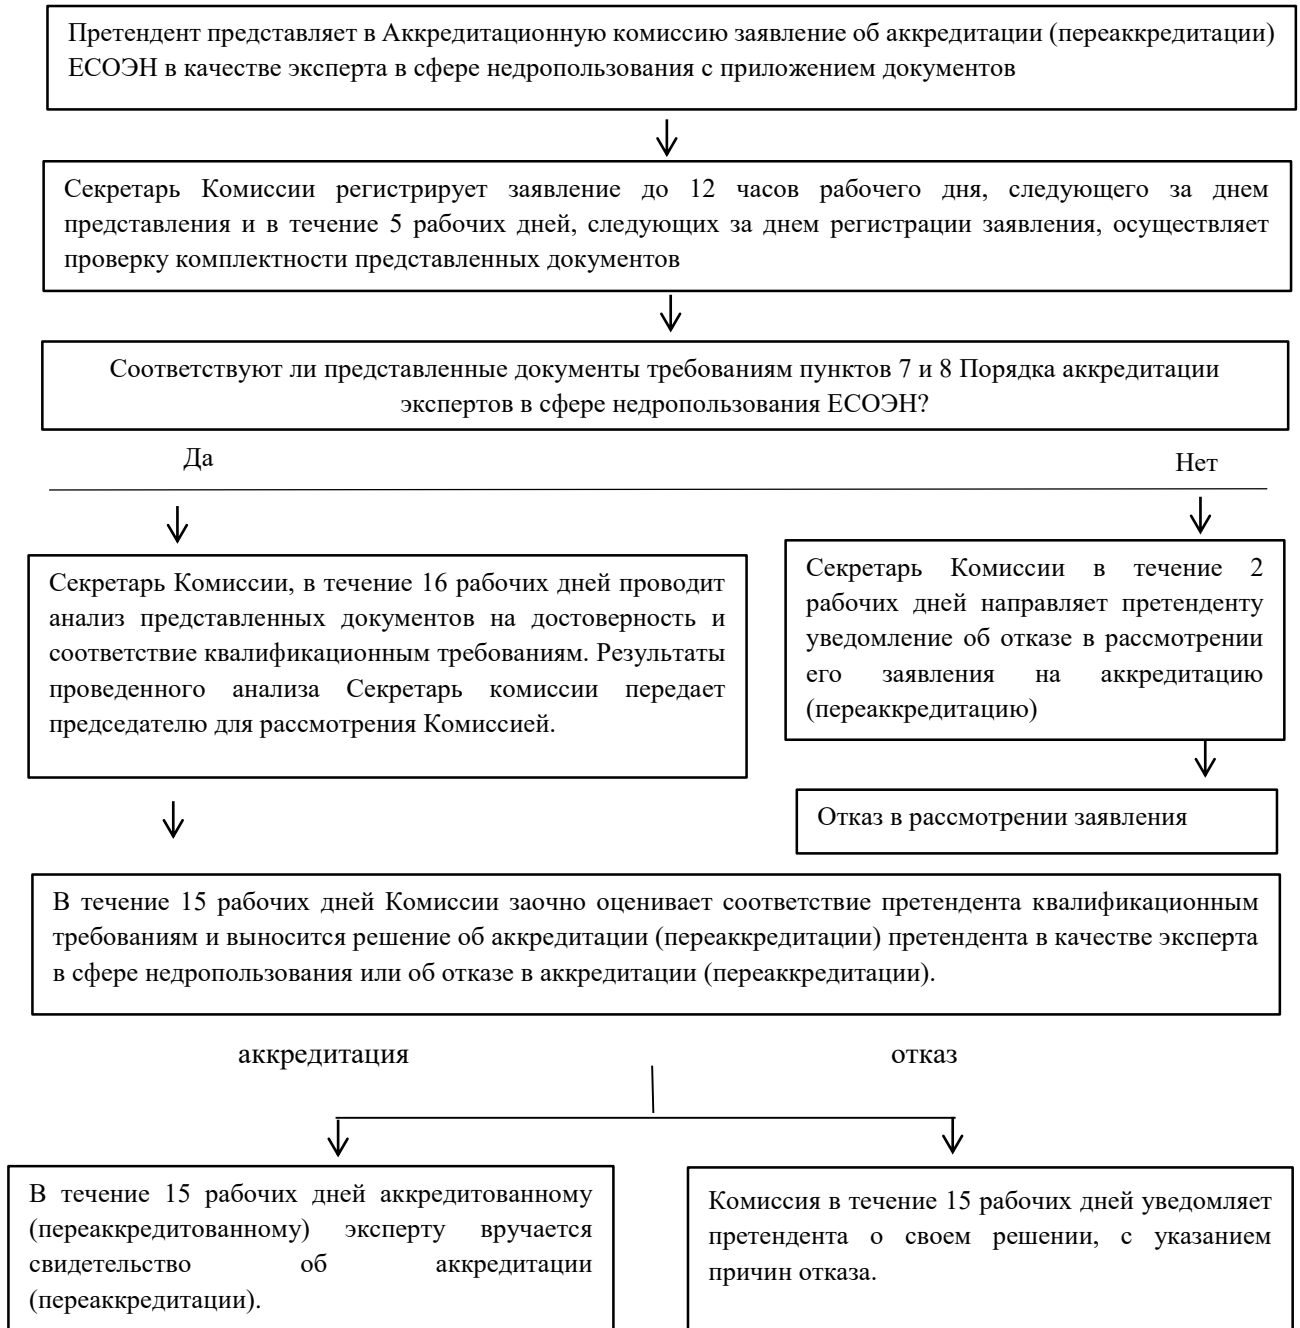 Претендент представляет в Аккредитационную комиссию заявление об аккредитации (переаккредитации)
ЕСОЭН в качестве эксперта в сфере недропользования с приложением документов
Секретарь Комиссии регистрирует заявление до 12 часов рабочего дня, следующего за днем
представления и в течение 5 рабочих дней, следующих за днем регистрации заявления, осуществляет
проверку комплектности представленных документов
Соответствуют ли представленные документы требованиям пунктов 7 и 8 Порядка аккредитации
экспертов в сфере недропользования ЕСОЭН?
Да
Нет
Секретарь Комиссии, в течение 16 рабочих дней проводит
анализ представленных документов на достоверность и
соответствие квалификационным требованиям. Результаты
проведенного анализа Секретарь комиссии передает
председателю для рассмотрения Комиссией.
Секретарь Комиссии в течение 2
рабочих дней направляет претенденту
уведомление об отказе в рассмотрении
его заявления на аккредитацию
(переаккредитацию)
Отказ в рассмотрении заявления
В течение 15 рабочих дней Комиссии заочно оценивает соответствие претендента квалификационным
требованиям и выносится решение об аккредитации (переаккредитации) претендента в качестве эксперта
в сфере недропользования или об отказе в аккредитации (переаккредитации).
аккредитация
отказ
В течение 15 рабочих дней аккредитованному
(переаккредитованному) эксперту вручается
свидетельство об аккредитации
(переаккредитации).
Комиссия в течение 15 рабочих дней уведомляет
претендента о своем решении, с указанием
причин отказа.